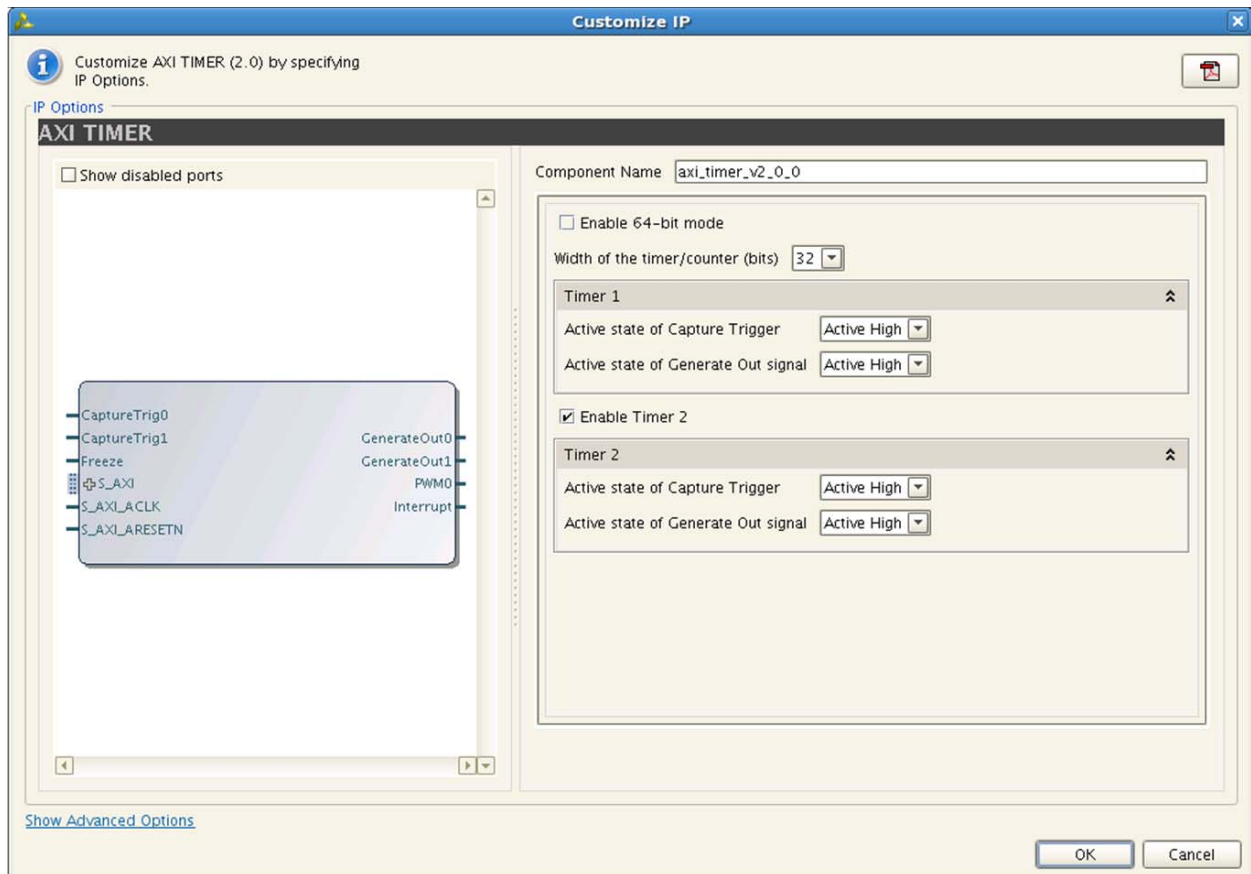 Customize IP
Customize AXI TIMER (2.0) by specifying
IP Options.
IP Options
AXI TIMER
Show disabled ports
CaptureTrig0
CaptureTrig1
Freeze
S_AXI
S_AXI_ACLK
S_AXI_ARESETN
GenerateOut0
GenerateOut1
PWM0
Interrupt
Component Name axi_timer_v2_0_0
Enable 64-bit mode
Width of the timer/counter (bits) 32
Timer 1
Active state of Capture Trigger Active High
Active state of Generate Out signal Active High
Enable Timer 2
Timer 2
Active state of Capture Trigger Active High
Active state of Generate Out signal Active High
Show Advanced Options
OK Cancel